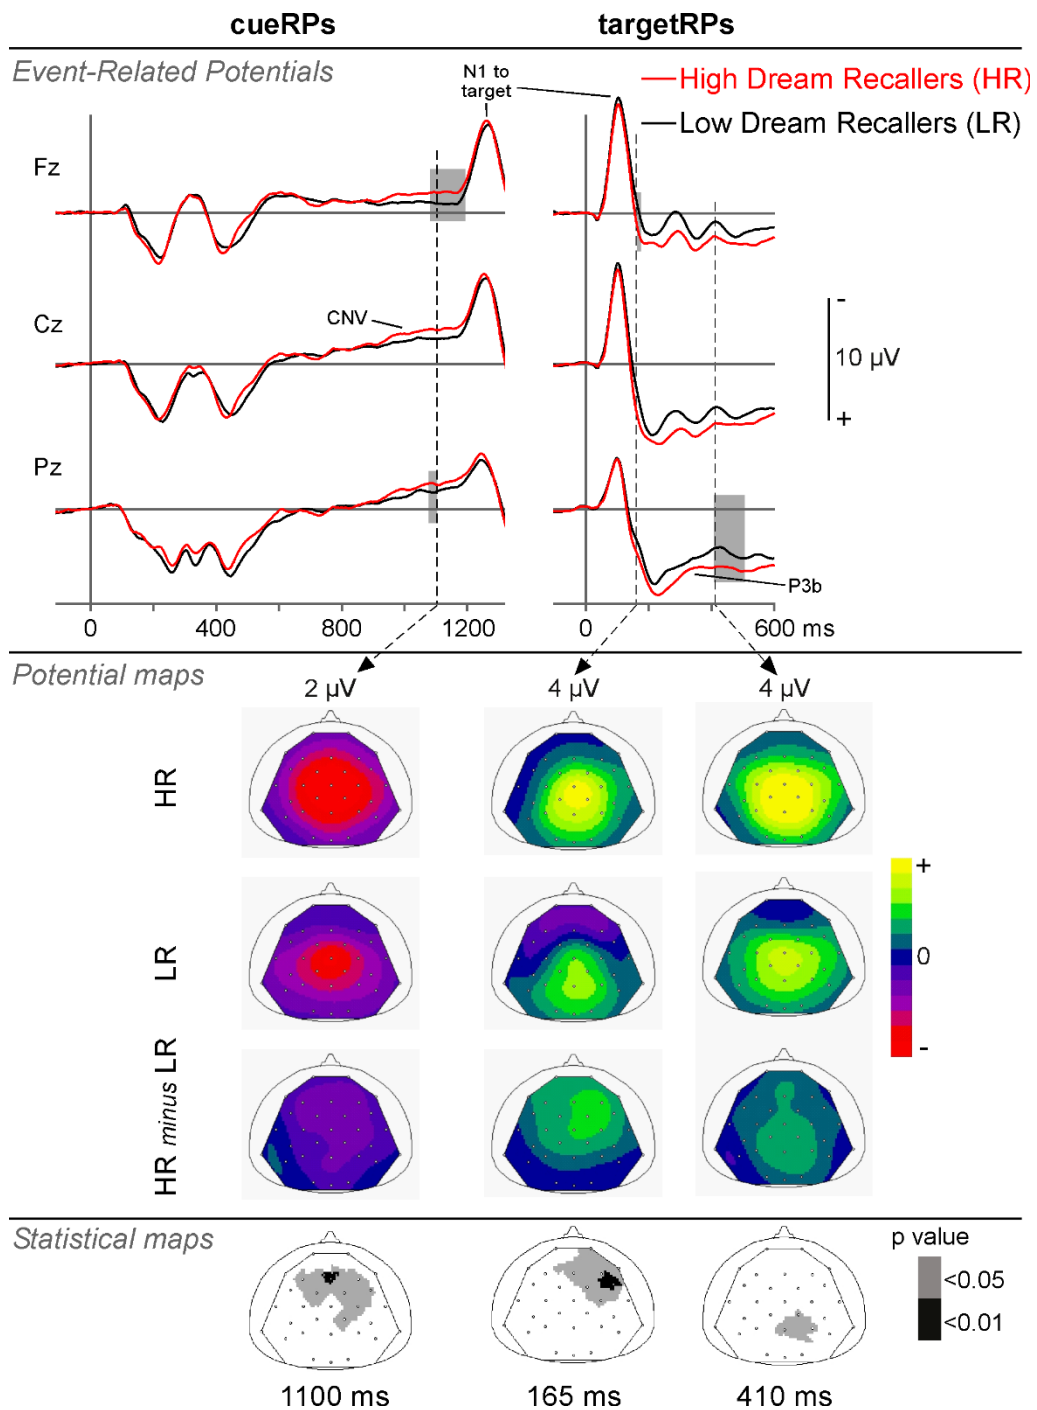 cueRPs targetRPs
Event-Related Potentials
N1 to
target
High Dream Recallers (HR)
Low Dream Recallers (LR)
Fz
Cz
CNV
-
10 µV
+
Pz
P3b
0 400 800 1200 0 600 ms
Potential maps
2 µV 4 µV 4 µV
HR
+
LR
0
-
HR minus LR
Statistical maps
p value
<0.05
<0.01
1100 ms 165 ms 410 ms